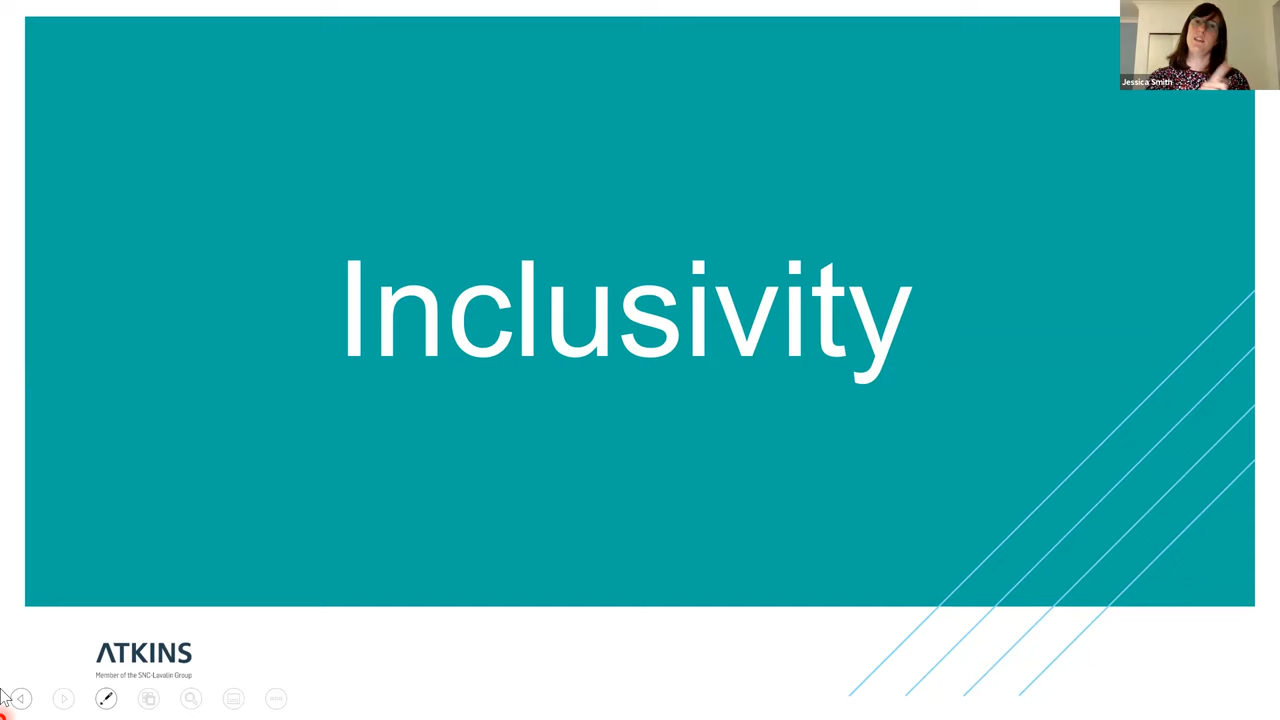 Jessica Smith
Inclusivity
ATKINS
Member of the SNC-Lavalin Group